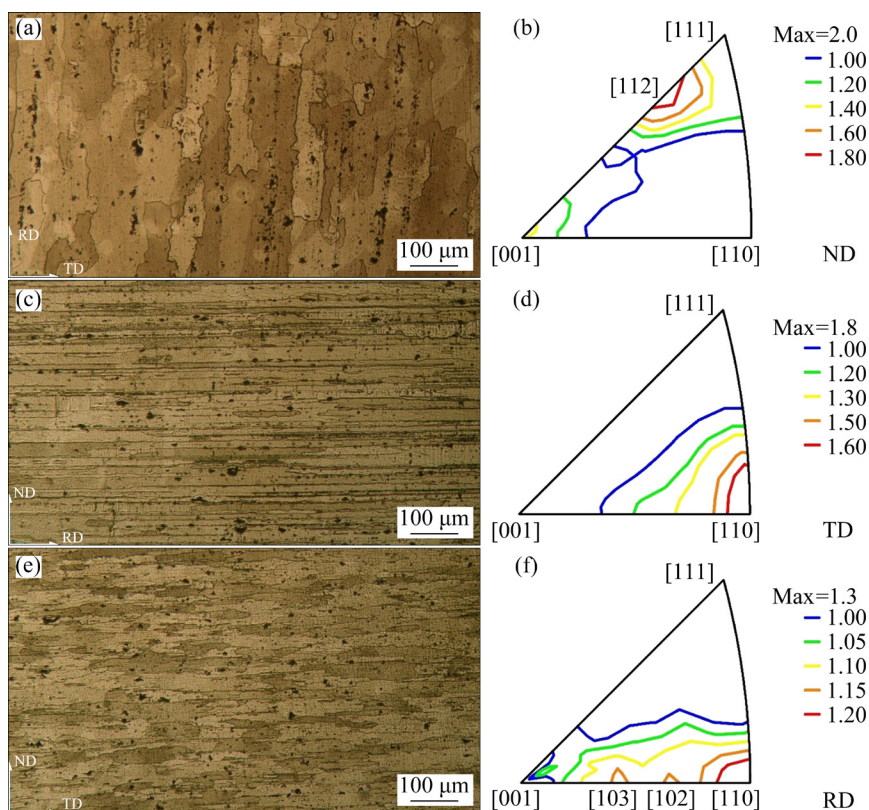 (a)
RD
TD
100 μm
(b)
[111]
[112]
[001]
[110]
Max=2.0
1.00
1.20
1.40
1.60
1.80
ND
(c)
ND
RD
100 μm
(d)
[111]
[001]
[110]
Max=1.8
1.00
1.20
1.30
1.50
1.60
TD
(e)
ND
TD
100 μm
(f)
[111]
[001]
[103]
[102]
[110]
Max=1.3
1.00
1.05
1.10
1.15
1.20
RD